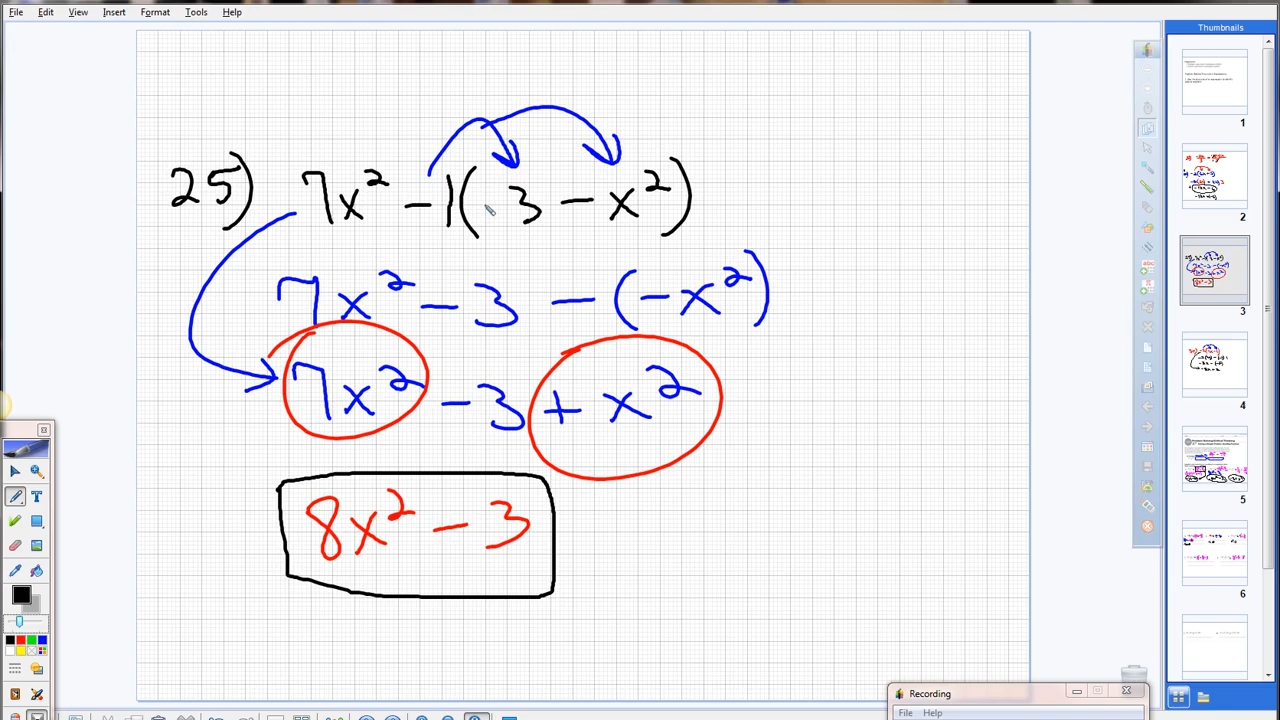 File Edit View Insert Format Tools Help
Thumbnails
25) 7x² - 1(3 - x²)
7x² - 3 - (-x²)
7x² - 3 + x²
8x² - 3
1
2
3
4
5
6
Recording
File Help